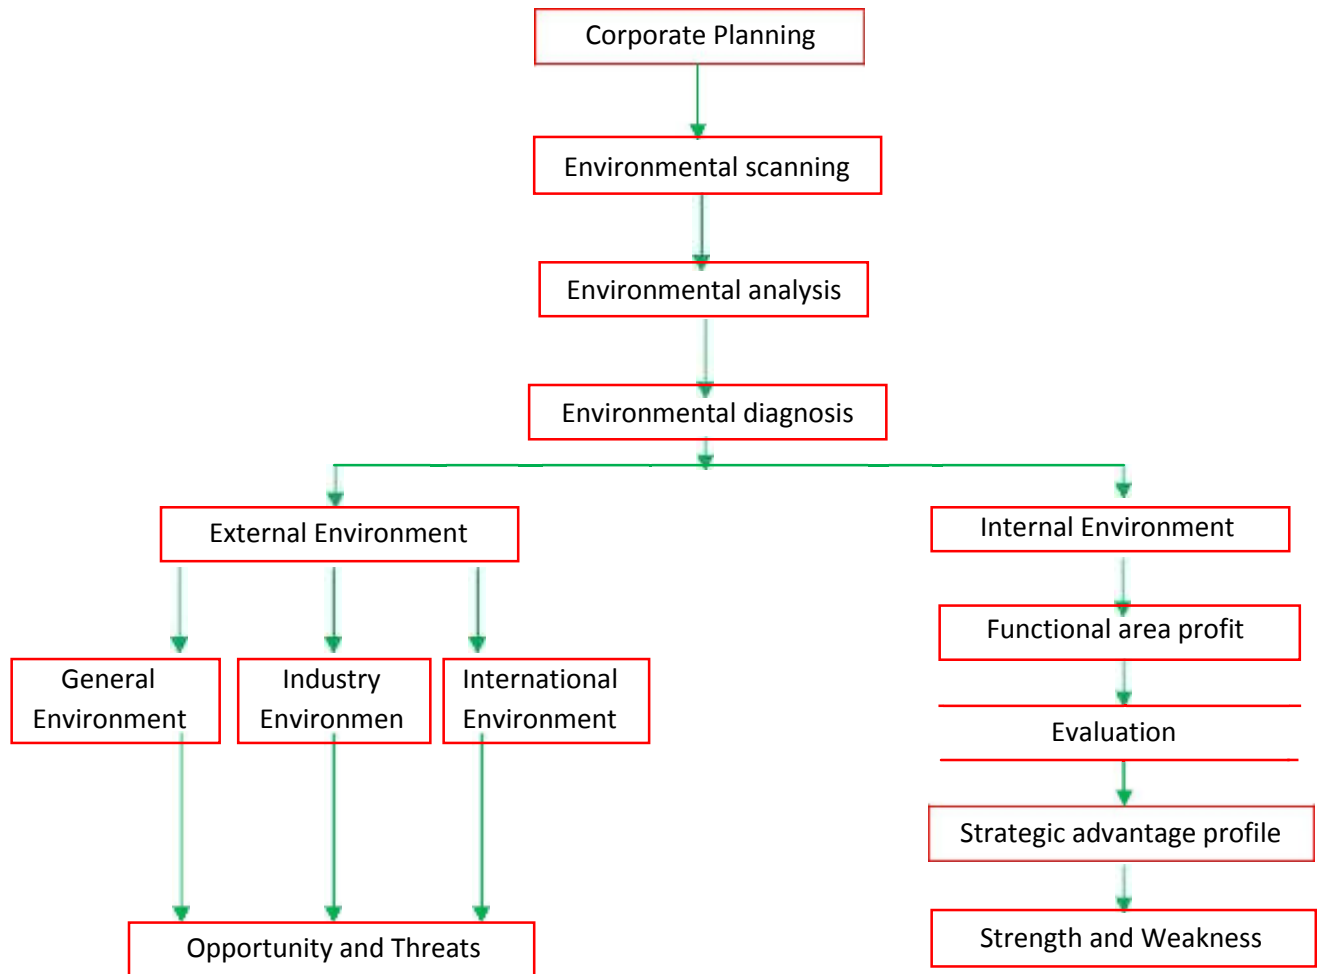 Corporate Planning
Environmental scanning
Environmental analysis
Environmental diagnosis
External Environment
Internal Environment
Functional area profit
General
Environment
Industry
Environmen
International
Environment
Evaluation
Strategic advantage profile
Opportunity and Threats
Strength and Weakness